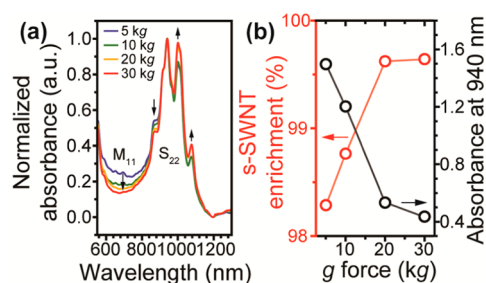 (a)
5 kg
10 kg
20 kg
30 kg
M11
S22
1.0
0.8
0.6
0.4
0.2
0.0
600 800 1000 1200
Normalized
absorbance (a.u.)
Wavelength (nm)
(b)
100
99
98
s-SWNT
enrichment (%)
1.5
1.2
0.8
0.4
Absorbance at 940 nm
0 10 20 30
g force (kg)